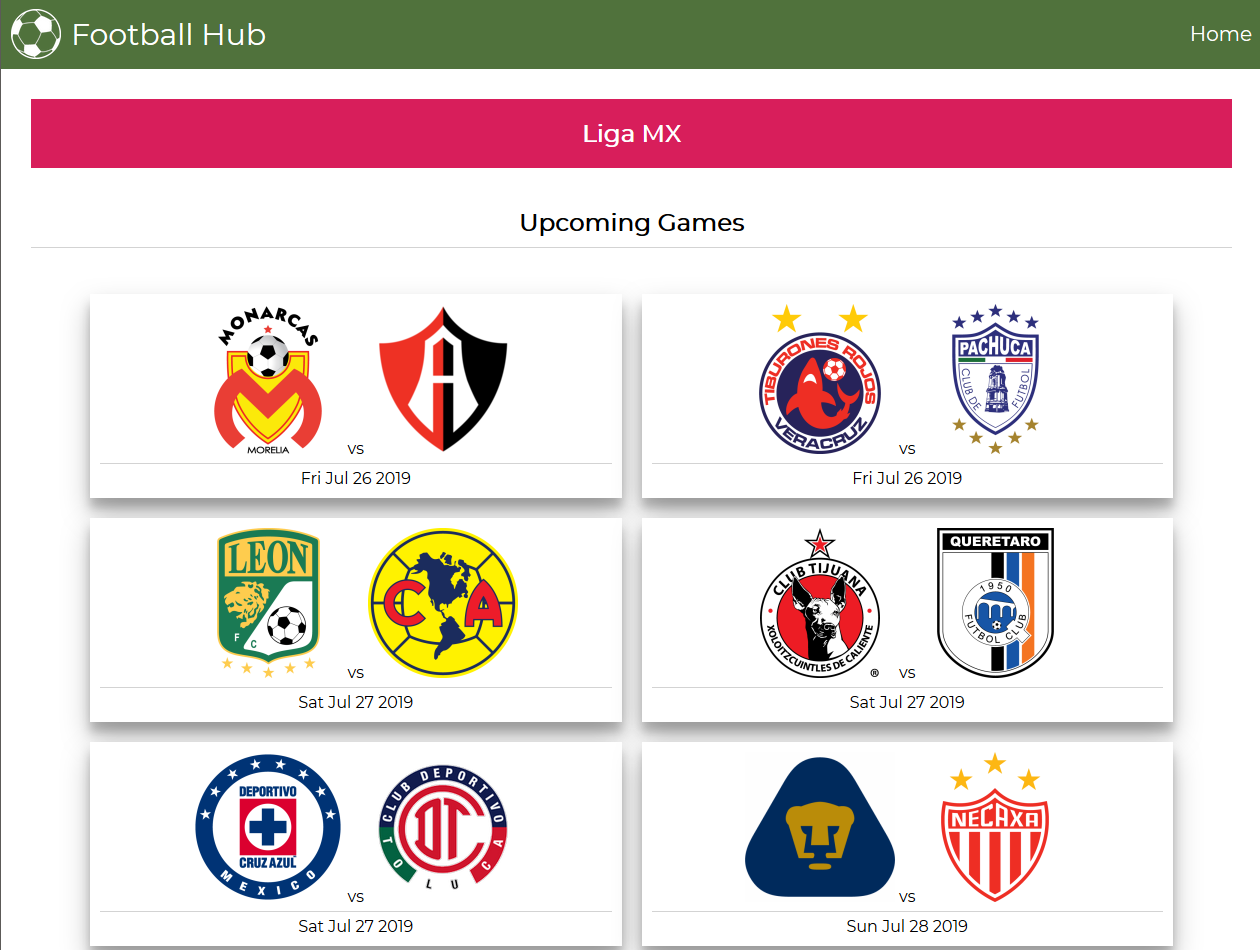 Football Hub
Home
Liga MX
Upcoming Games
MONARCAS
MORELIA
vs
Fri Jul 26 2019
TIBURONES ROJOS
VERACRUZ
vs
PACHUCA
CLUB DE FUTBOL
Fri Jul 26 2019
LEON
F C
vs
C A
Sat Jul 27 2019
CLUB TIJUANA
XOLOITZCUINTLES DE CALIENTE
®
vs
QUERETARO
1950
FUTBOL CLUB
Sat Jul 27 2019
DEPORTIVO
CRUZ AZUL
MEXICO
vs
CLUB DEPORTIVO
DT
TOLUCA
Sat Jul 27 2019
vs
NECAXA
Sun Jul 28 2019